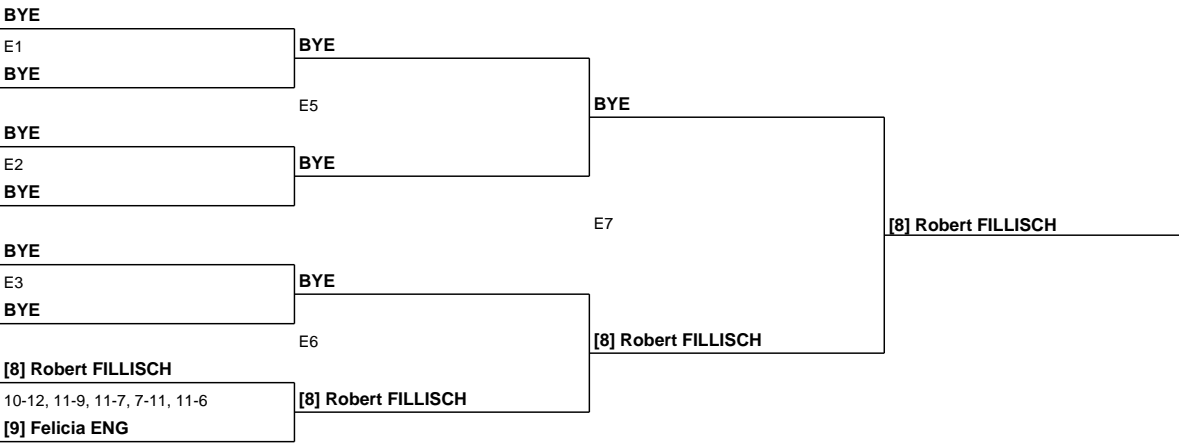 BYE
E1
BYE
BYE
E5
BYE
BYE
E2
BYE
BYE
E7
[8] Robert FILLISCH
BYE
E3
BYE
BYE
E6
[8] Robert FILLISCH
[8] Robert FILLISCH
10-12, 11-9, 11-7, 7-11, 11-6
[8] Robert FILLISCH
[9] Felicia ENG